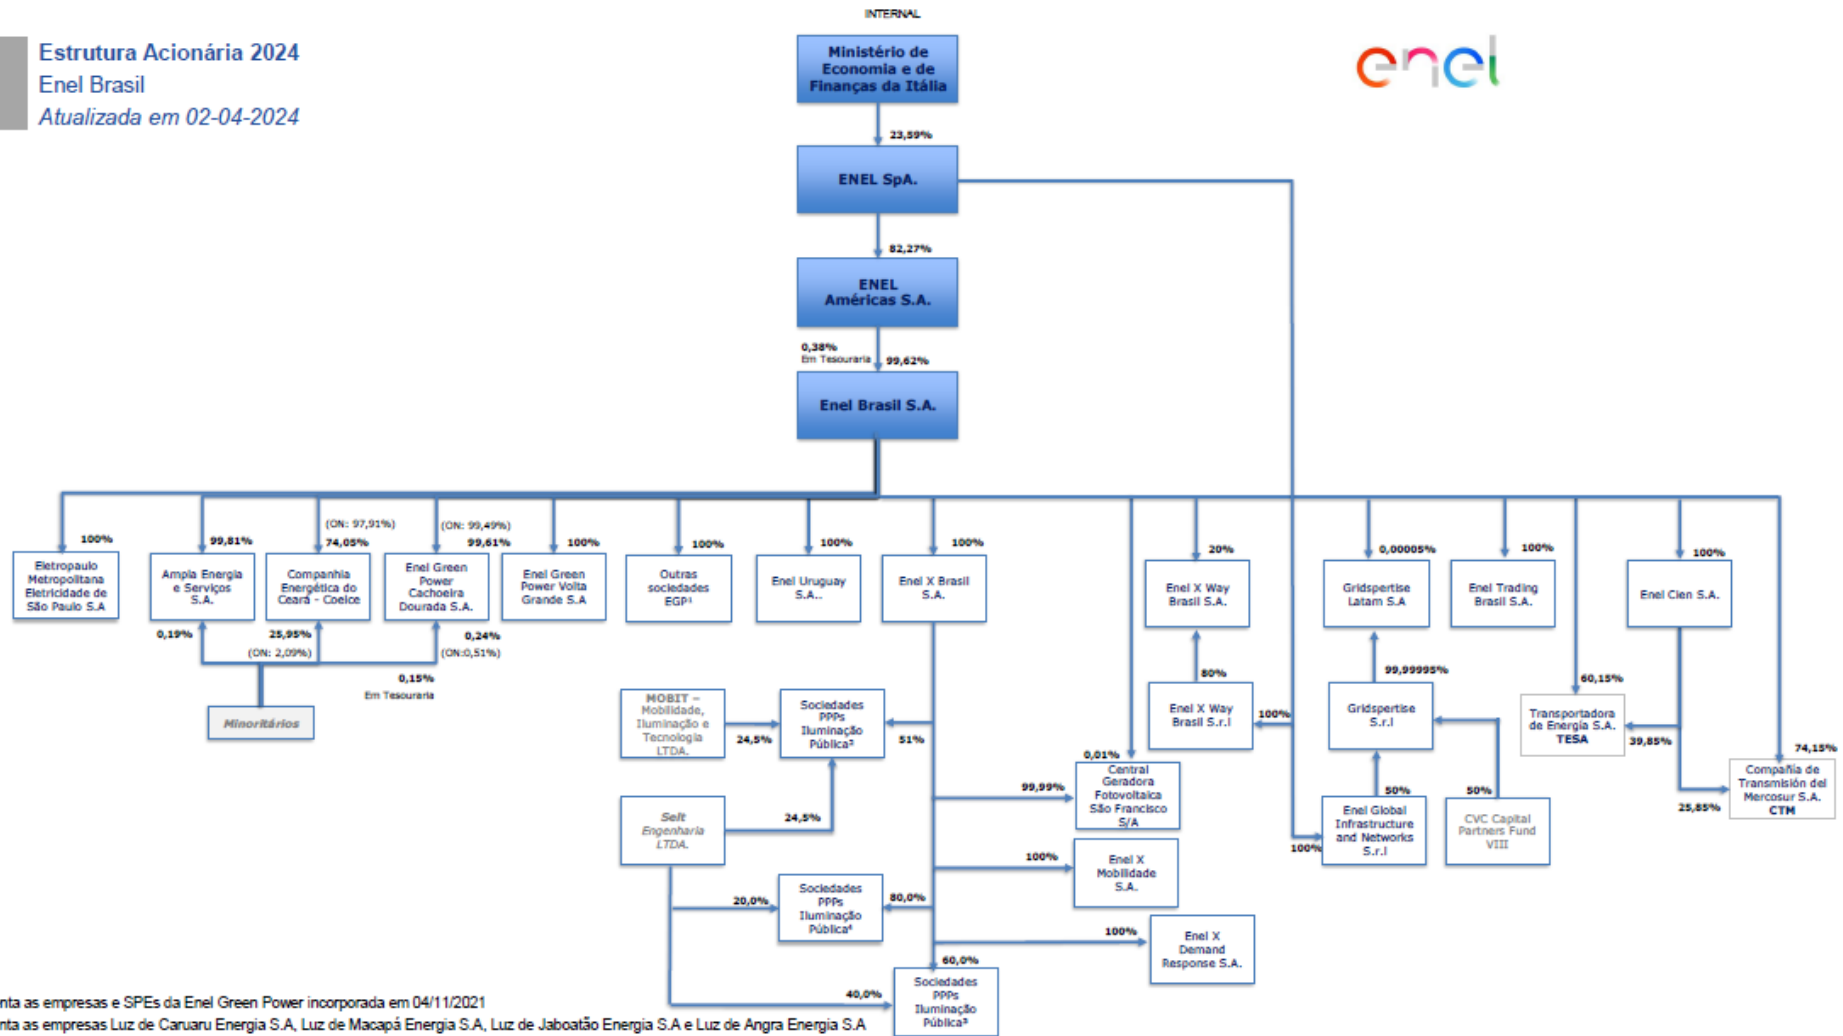 INTERNAL
Estrutura Acionária 2024
Enel Brasil
Atualizada em 02-04-2024
enel
Ministério de
Economia e de
Finanças da Itália
23,59%
ENEL SpA.
82,27%
ENEL
Américas S.A.
0,38%
Em Tesouraria
99,62%
Enel Brasil S.A.
100%
Eletropaulo
Metropolitana
Eletricidade de
São Paulo S.A
99,81%
Ampla Energia
e Serviços
S.A.
0,19%
(ON: 97,91%)
74,05%
Companhia
Energética do
Ceará - Coelce
25,95%
(ON: 2,09%)
(ON: 99,49%)
99,61%
Enel Green
Power
Cachoeira
Dourada S.A.
0,24%
(ON:0,51%)
0,15%
Em Tesouraria
Minoritários
100%
Enel Green
Power Volta
Grande S.A
100%
Outras
sociedades
EGP¹
100%
Enel Uruguay
S.A..
100%
Enel X Brasil
S.A.
20%
Enel X Way
Brasil S.A.
80%
Enel X Way
Brasil S.r.l
100%
0,00005%
Gridspertise
Latam S.A
99,99995%
Gridspertise
S.r.l
50%
50%
Enel Global
Infrastructure
and Networks
S.r.l
100%
CVC Capital
Partners Fund
VIII
100%
Enel Trading
Brasil S.A.
100%
Enel Cien S.A.
60,15%
Transportadora
de Energía S.A.
TESA
39,85%
74,15%
Compañía de
Transmisión del
Mercosur S.A.
CTM
25,85%
MOBIT –
Mobilidade,
Iluminação e
Tecnologia
LTDA.
24,5%
Sociedades
PPPs
Iluminação
Pública²
51%
Selt
Engenharia
LTDA.
24,5%
0,01%
99,99%
Central
Geradora
Fotovoltaica
São Francisco
S/A
100%
Enel X
Mobilidade
S.A.
20,0%
Sociedades
PPPs
Iluminação
Pública⁴
80,0%
100%
Enel X
Demand
Response S.A.
60,0%
40,0%
Sociedades
PPPs
Iluminação
Pública³
nta as empresas e SPEs da Enel Green Power incorporada em 04/11/2021
nta as empresas Luz de Caruaru Energia S.A, Luz de Macapá Energia S.A, Luz de Jaboatão Energia S.A e Luz de Angra Energia S.A